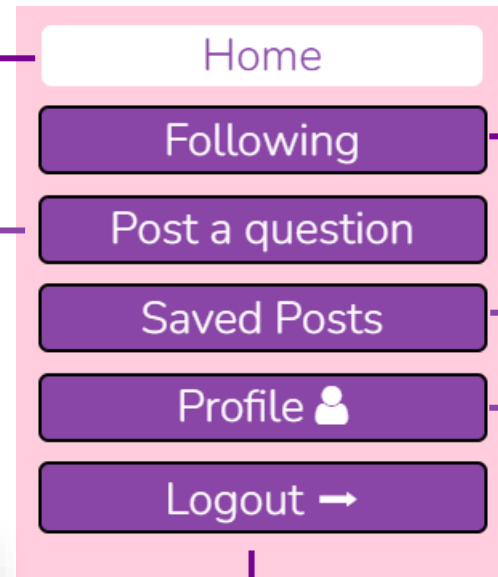 Home
Following
Post a question
Saved Posts
Profile
Logout